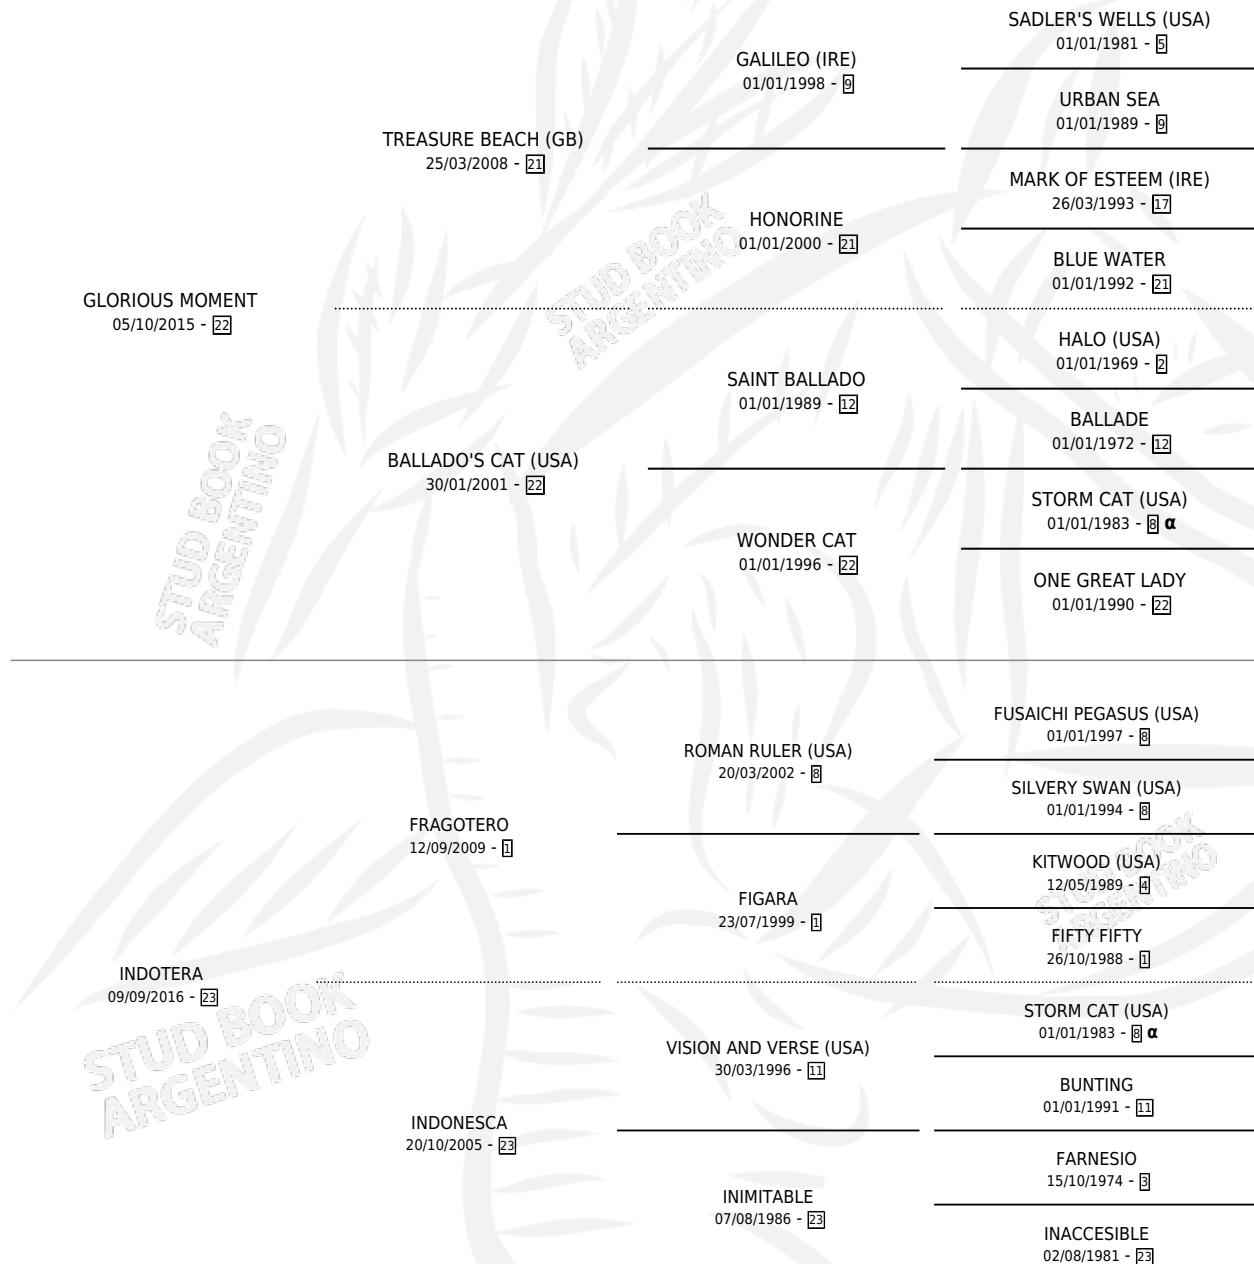 SADLER'S WELLS (USA)
01/01/1981 - 5
GALILEO (IRE)
01/01/1998 - 9
URBAN SEA
01/01/1989 - 9
TREASURE BEACH (GB)
25/03/2008 - 21
MARK OF ESTEEM (IRE)
26/03/1993 - 17
HONORINE
01/01/2000 - 21
BLUE WATER
01/01/1992 - 21
GLORIOUS MOMENT
05/10/2015 - 22
HALO (USA)
01/01/1969 - 2
SAINT BALLADO
01/01/1989 - 12
BALLADE
01/01/1972 - 12
BALLADO'S CAT (USA)
30/01/2001 - 22
STORM CAT (USA)
01/01/1983 - 8 α
WONDER CAT
01/01/1996 - 22
ONE GREAT LADY
01/01/1990 - 22
FUSAICHI PEGASUS (USA)
01/01/1997 - 8
ROMAN RULER (USA)
20/03/2002 - 8
SILVERY SWAN (USA)
01/01/1994 - 8
FRAGOTERO
12/09/2009 - 1
KITWOOD (USA)
12/05/1989 - 4
FIGARA
23/07/1999 - 1
FIFTY FIFTY
26/10/1988 - 1
INDOTERA
09/09/2016 - 23
STORM CAT (USA)
01/01/1983 - 8 α
VISION AND VERSE (USA)
30/03/1996 - 11
BUNTING
01/01/1991 - 11
INDONESCA
20/10/2005 - 23
FARNESIO
15/10/1974 - 3
INIMITABLE
07/08/1986 - 23
INACCESIBLE
02/08/1981 - 23
STUD BOOK
ARGENTINO
STUD BOOK
ARGENTINO
STUD BOOK
ARGENTINO
STUD BOOK
ARGENTINO